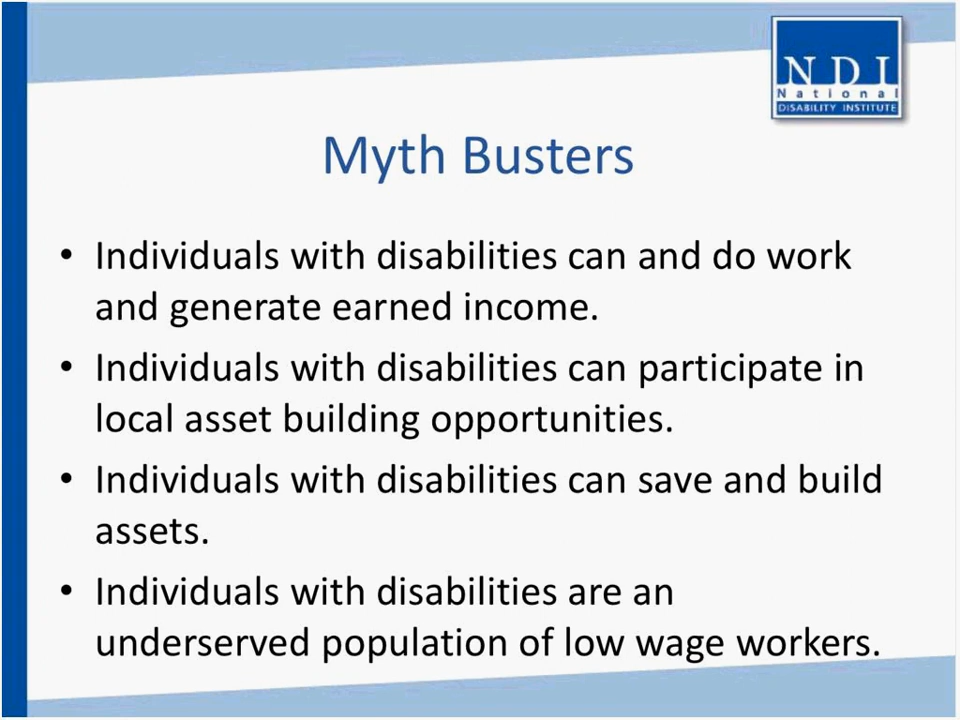 NDI
National
DISABILITY INSTITUTE
Myth Busters
• Individuals with disabilities can and do work
and generate earned income.
• Individuals with disabilities can participate in
local asset building opportunities.
• Individuals with disabilities can save and build
assets.
• Individuals with disabilities are an
underserved population of low wage workers.